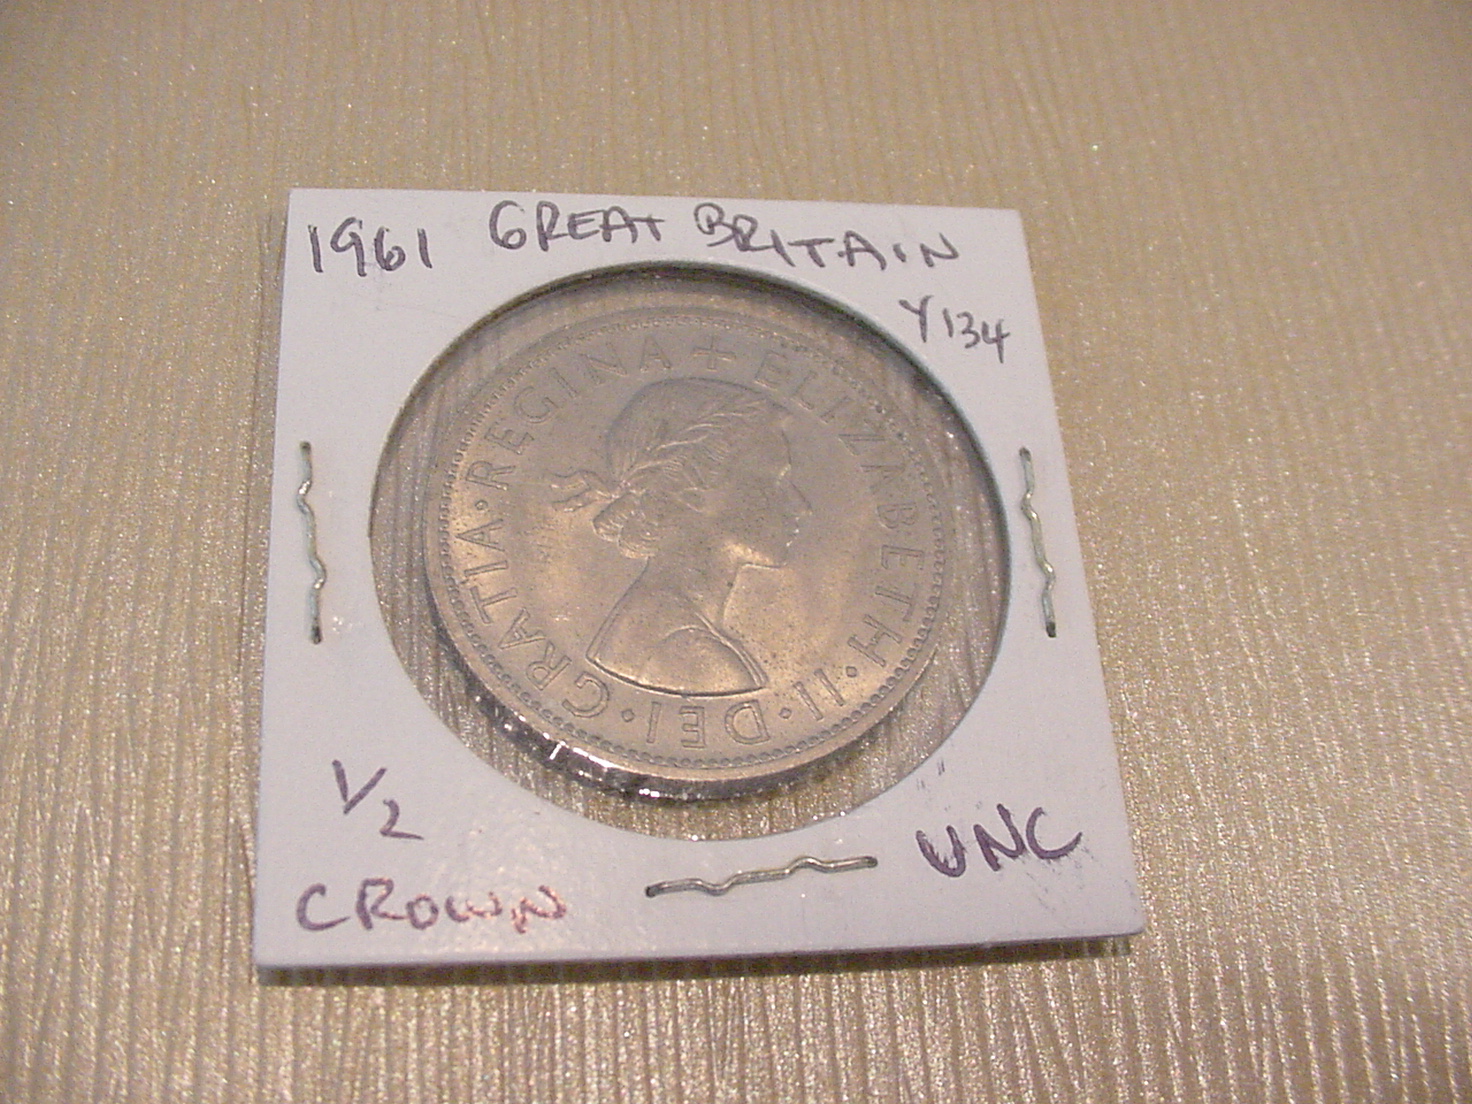 1961 GREAT BRITAIN
Y134
+ ELIZABETH · II · DEI · GRATIA · REGINA
1/2
CROWN
UNC